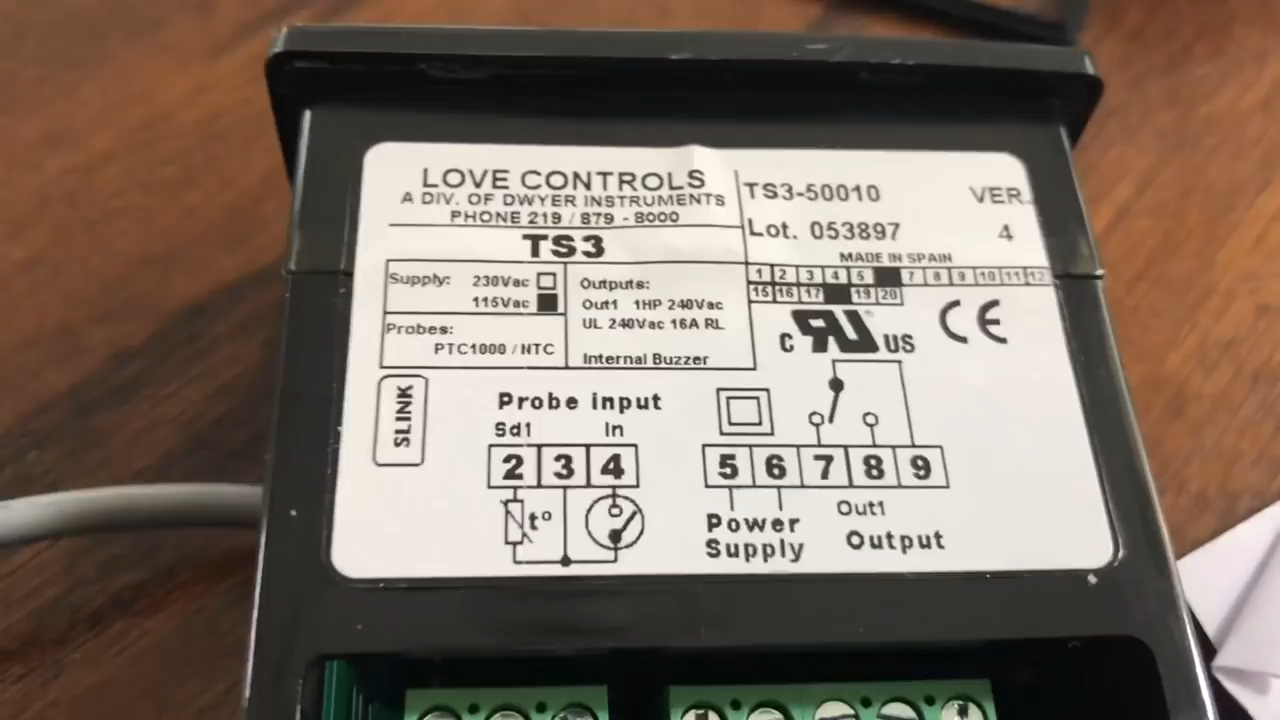 LOVE CONTROLS
A DIV. OF DWYER INSTRUMENTS
PHONE 219 / 879 - 8000
TS3
TS3-50010 VER.
Lot. 053897 4
MADE IN SPAIN
1 2 3 4 5 7 8 9 10 11 12
15 16 17 19 20
Supply: 230Vac
115Vac
Probes:
PTC1000 / NTC
Outputs:
Out1 1HP 240Vac
UL 240Vac 16A RL
Internal Buzzer
C RU ® US CE
SLINK
Probe input
Sd1 In
2 3 4
t°
5 6 7 8 9
Power
Supply
Out1
Output